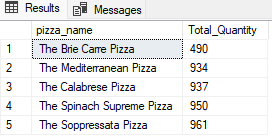 Results Messages
pizza_name Total_Quantity
1 The Brie Carre Pizza 490
2 The Mediterranean Pizza 934
3 The Calabrese Pizza 937
4 The Spinach Supreme Pizza 950
5 The Soppressata Pizza 961